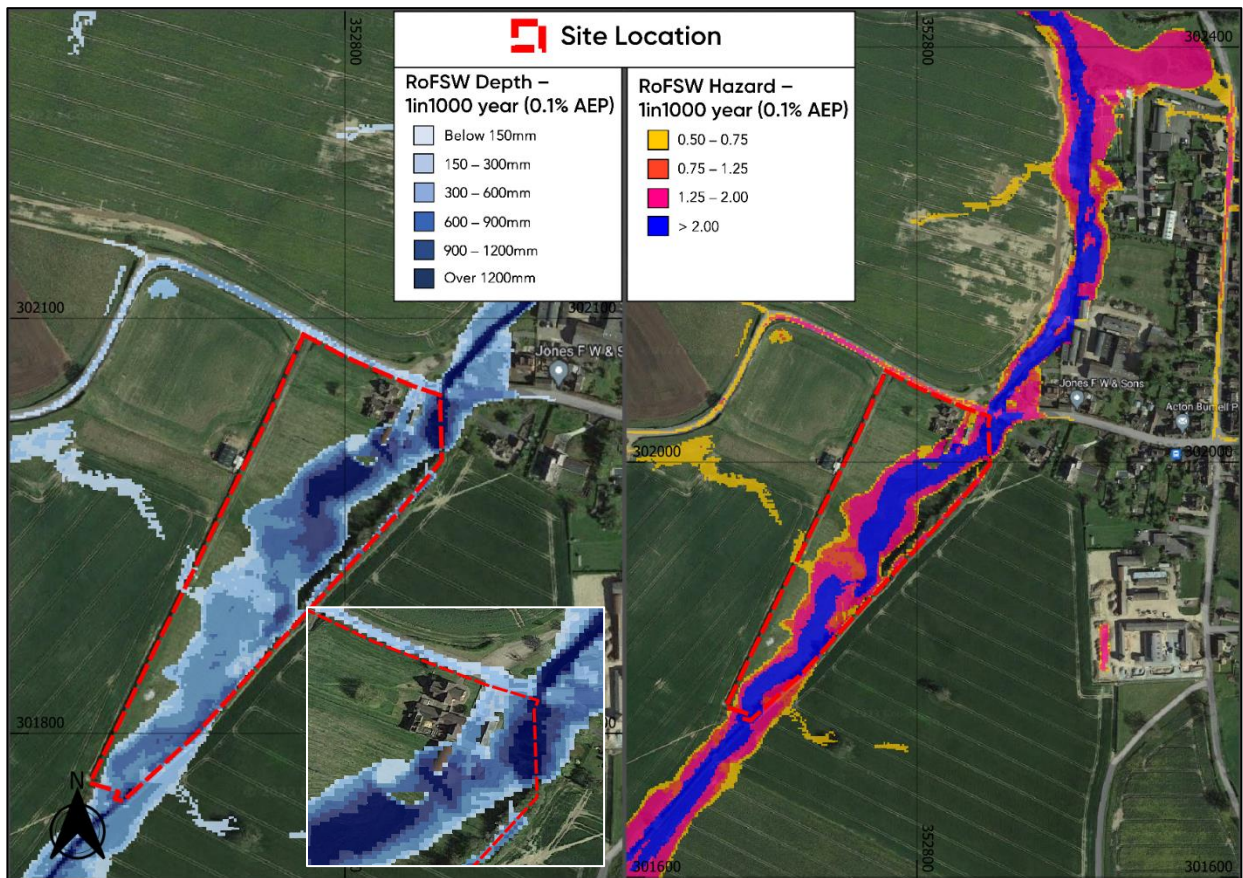 Site Location
RoFSW Depth –
1in1000 year (0.1% AEP)
Below 150mm
150 – 300mm
300 – 600mm
600 – 900mm
900 – 1200mm
Over 1200mm
RoFSW Hazard –
1in1000 year (0.1% AEP)
0.50 – 0.75
0.75 – 1.25
1.25 – 2.00
> 2.00
352800
352800
302400
302100
302100
Jones F W & S
Jones F W & Sons
Acton Burnell P
302000
302000
301800
N
352800
301600
301600